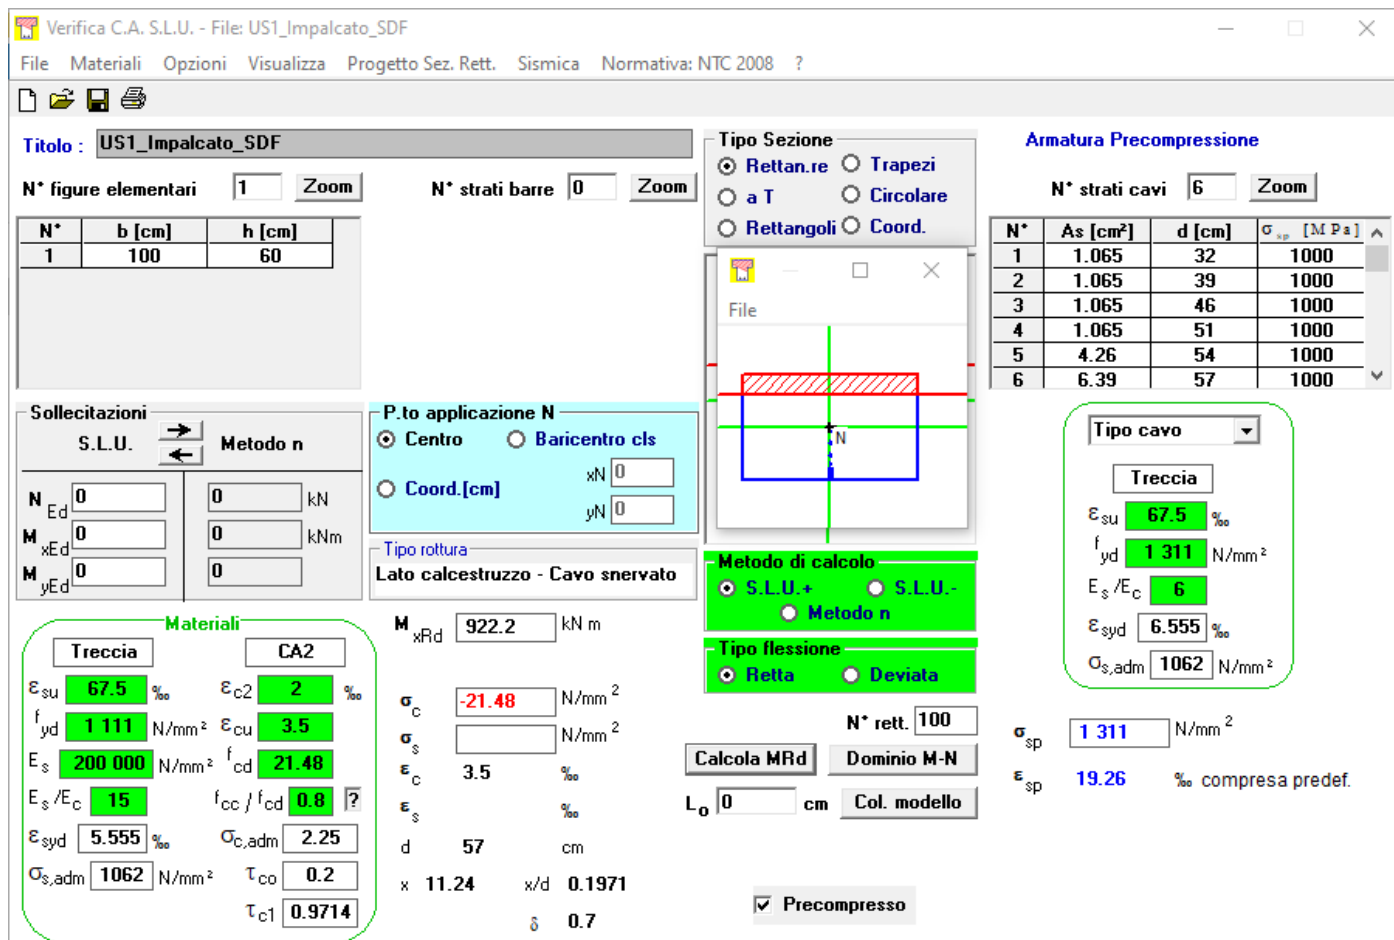 Verifica C.A. S.L.U. - File: US1_Impalcato_SDF
File Materiali Opzioni Visualizza Progetto Sez. Rett. Sismica Normativa: NTC 2008 ?
Titolo : US1_Impalcato_SDF
N° figure elementari 1 Zoom N° strati barre 0 Zoom
N° b [cm] h [cm]
1 100 60
Tipo Sezione
Rettan.re Trapezi
a T Circolare
Rettangoli Coord.
Armatura Precompressione
N° strati cavi 6 Zoom
N° As [cm²] d [cm] σsp [MPa]
1 1.065 32 1000
2 1.065 39 1000
3 1.065 46 1000
4 1.065 51 1000
5 4.26 54 1000
6 6.39 57 1000
File
N
Sollecitazioni
S.L.U. Metodo n
N Ed 0 0 kN
M xEd 0 0 kNm
M yEd 0 0
P.to applicazione N
Centro Baricentro cls
Coord.[cm] xN 0
yN 0
Tipo rottura
Lato calcestruzzo - Cavo snervato
Materiali
Treccia CA2
εsu 67.5 ‰ εc2 2 ‰
fyd 1 111 N/mm² εcu 3.5
Es 200 000 N/mm² fcd 21.48
Es/Ec 15 fcc / fcd 0.8 ?
εsyd 5.555 ‰ σc,adm 2.25
σs,adm 1062 N/mm² τco 0.2
τc1 0.9714
M xRd 922.2 kN m
σc -21.48 N/mm²
σs N/mm²
εc 3.5 ‰
εs ‰
d 57 cm
x 11.24 x/d 0.1971
δ 0.7
Metodo di calcolo
S.L.U.+ S.L.U.-
Metodo n
Tipo flessione
Retta Deviata
N° rett. 100
Calcola MRd Dominio M-N
Lo 0 cm Col. modello
Precompresso
Tipo cavo
Treccia
εsu 67.5 ‰
fyd 1 311 N/mm²
Es/Ec 6
εsyd 6.555 ‰
σs,adm 1062 N/mm²
σsp 1 311 N/mm²
εsp 19.26 ‰ compresa predef.